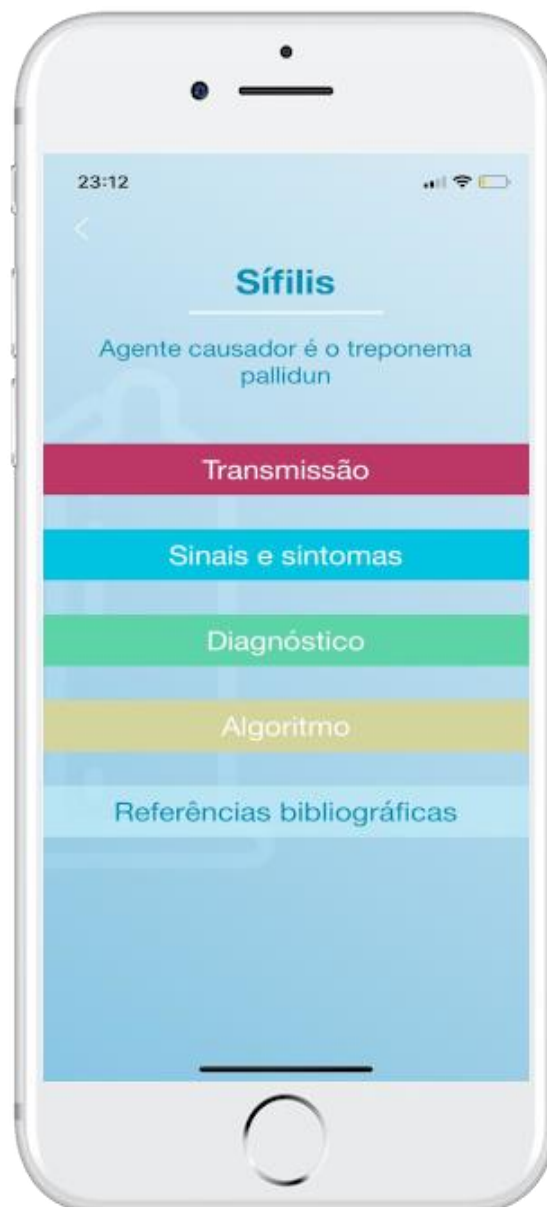 23:12
Sífilis
Agente causador é o treponema
pallidun
Transmissão
Sinais e sintomas
Diagnóstico
Algoritmo
Referências bibliográficas